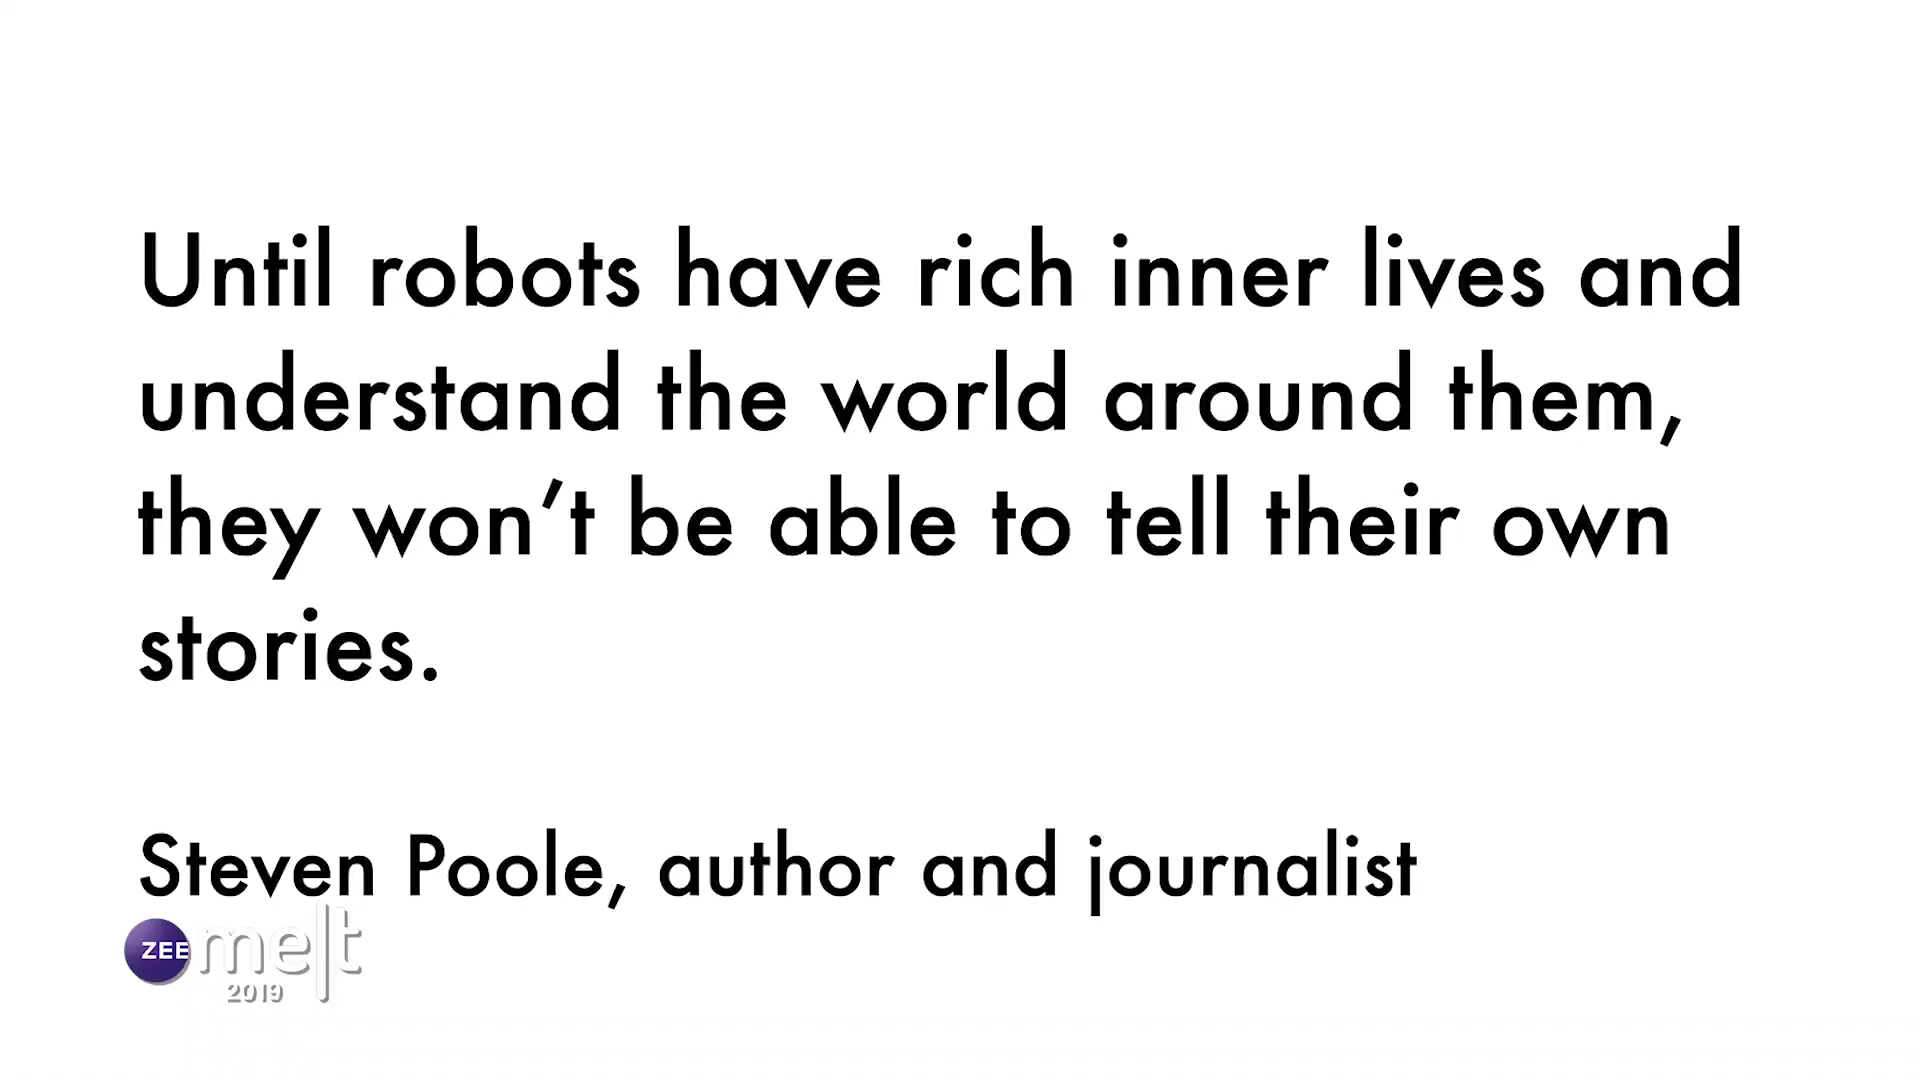 Until robots have rich inner lives and
understand the world around them,
they won’t be able to tell their own
stories.
Steven Poole, author and journalist
ZEE melt
2019